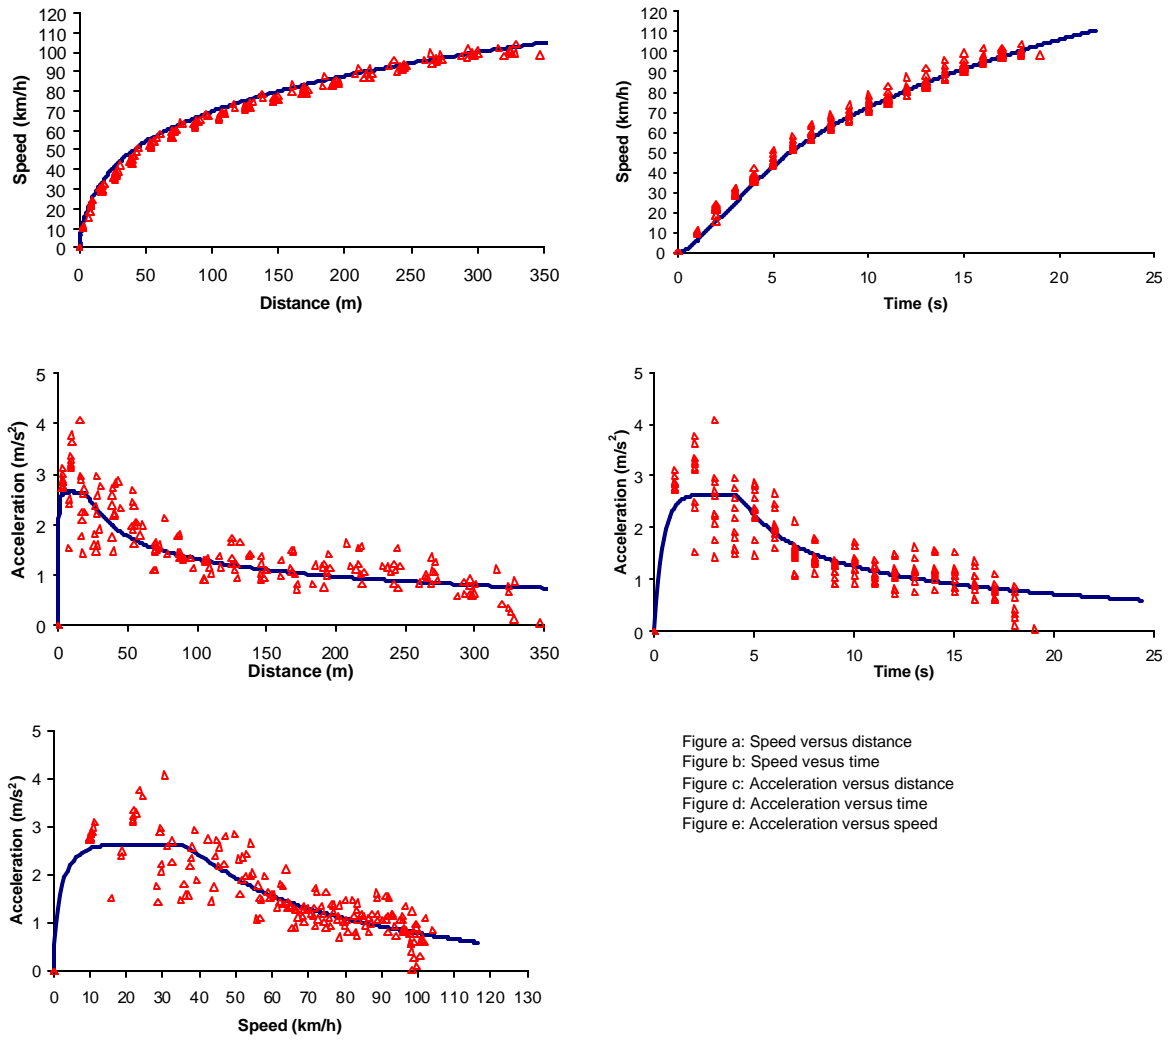 120
110
100
90
80
70
60
50
40
30
20
10
0
Speed (km/h)
0 50 100 150 200 250 300 350
Distance (m)
120
110
100
90
80
70
60
50
40
30
20
10
0
Speed (km/h)
0 5 10 15 20 25
Time (s)
5
4
3
2
1
0
Acceleration (m/s²)
0 50 100 150 200 250 300 350
Distance (m)
5
4
3
2
1
0
Acceleration (m/s²)
0 5 10 15 20 25
Time (s)
5
4
3
2
1
0
Acceleration (m/s²)
0 10 20 30 40 50 60 70 80 90 100 110 120 130
Speed (km/h)
Figure a: Speed versus distance
Figure b: Speed vesus time
Figure c: Acceleration versus distance
Figure d: Acceleration versus time
Figure e: Acceleration versus speed